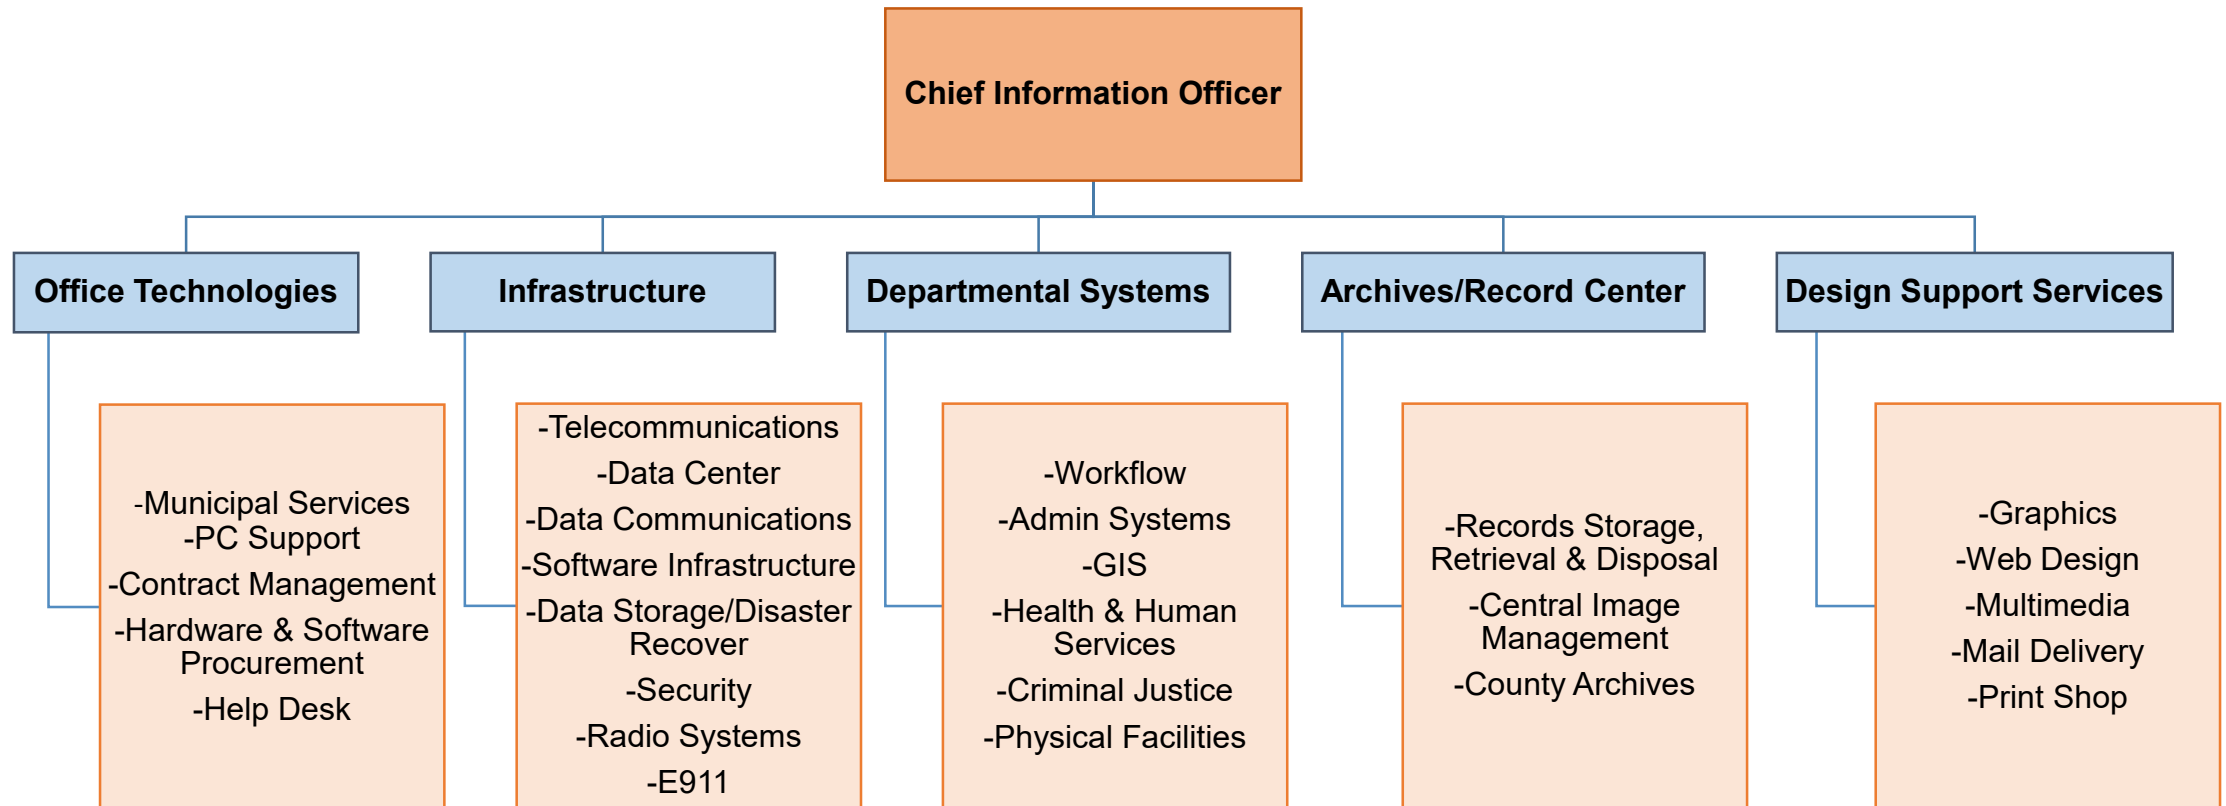 Chief Information Officer
Office Technologies
Infrastructure
Departmental Systems
Archives/Record Center
Design Support Services
-Municipal Services
-PC Support
-Contract Management
-Hardware & Software
Procurement
-Help Desk
-Telecommunications
-Data Center
-Data Communications
-Software Infrastructure
-Data Storage/Disaster
Recover
-Security
-Radio Systems
-E911
-Workflow
-Admin Systems
-GIS
-Health & Human
Services
-Criminal Justice
-Physical Facilities
-Records Storage,
Retrieval & Disposal
-Central Image
Management
-County Archives
-Graphics
-Web Design
-Multimedia
-Mail Delivery
-Print Shop